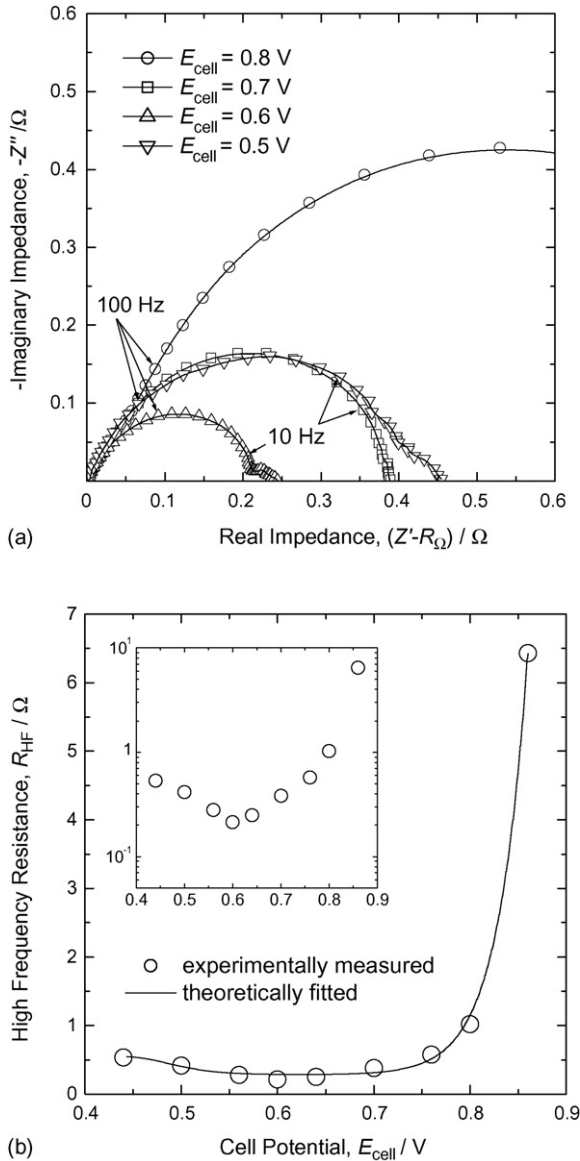 -0.6
-0.5
-0.4
0.3
0.2
0.1
0.0
0.1
0.2
0.3
0.4
0.5
0.6
-Imaginary Impedance, -Z″/Ω
E_cell = 0.8 V
E_cell = 0.7 V
E_cell = 0.6 V
E_cell = 0.5 V
100 Hz
10 Hz
(a)
Real Impedance, (Z′-R_Ω) / Ω
7
6
5
4
3
2
1
0
High Frequency Resistance, R_HF / Ω
10¹
1
10⁻¹
0.4 0.5 0.6 0.7 0.8 0.9
experimentally measured
theoretically fitted
0.4 0.5 0.6 0.7 0.8 0.9
(b)
Cell Potential, E_cell / V